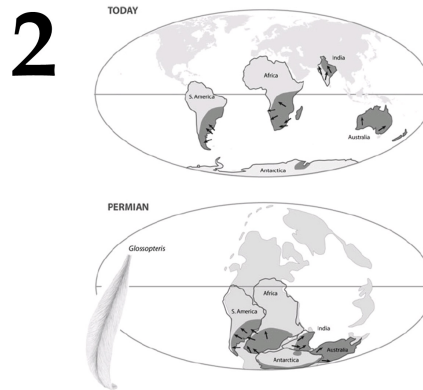 2
TODAY
India
Africa
S. America
Australia
Antarctica
PERMIAN
Glossopteris
Africa
S. America
India
Australia
Antarctica